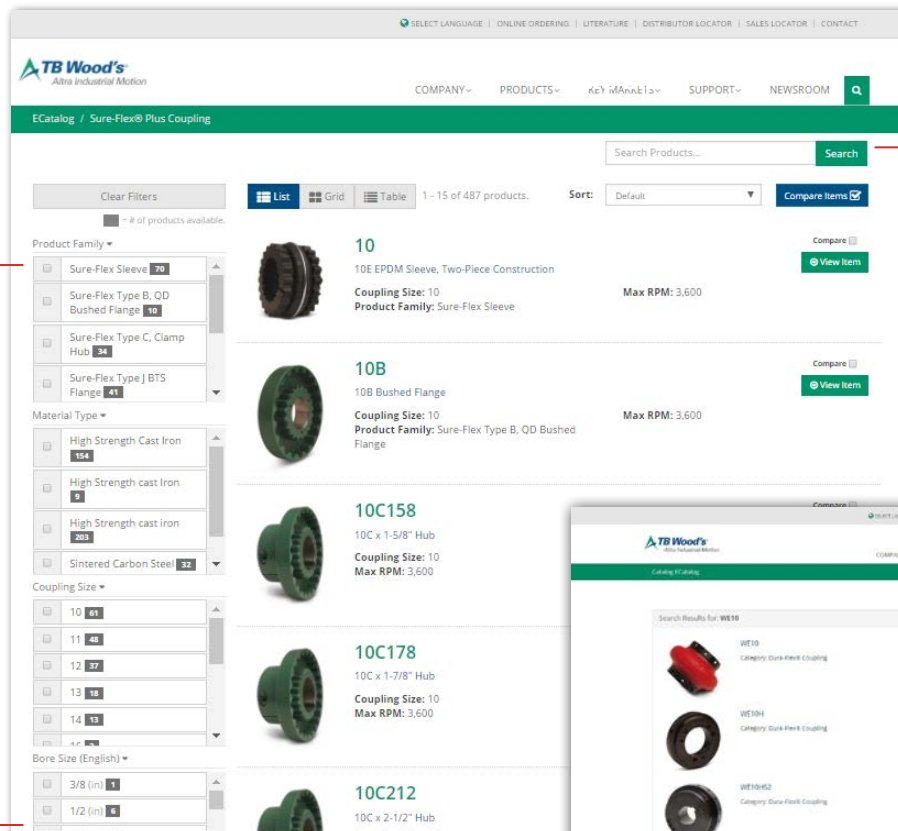 SELECT LANGUAGE | ONLINE ORDERING | LITERATURE | DISTRIBUTOR LOCATOR | SALES LOCATOR | CONTACT
TB Wood's
Altra Industrial Motion
COMPANY PRODUCTS KEY MARKETS SUPPORT NEWSROOM
ECatalog / Sure-Flex® Plus Coupling
Search Products... Search
Clear Filters
List Grid Table 1 - 15 of 487 products. Sort: Default Compare Items
= # of products available.
Product Family
Sure-Flex Sleeve 70
Sure-Flex Type B, QD
Bushed Flange 10
Sure-Flex Type C, Clamp
Hub 34
Sure-Flex Type J BTS
Flange 41
Material Type
High Strength Cast Iron
154
High Strength cast Iron
9
High Strength cast iron
203
Sintered Carbon Steel 32
Coupling Size
10 61
11 48
12 37
13 18
14 13
Bore Size (English)
3/8 (in) 1
1/2 (in) 6
10
Compare
10E EPDM Sleeve, Two-Piece Construction
View Item
Coupling Size: 10 Max RPM: 3,600
Product Family: Sure-Flex Sleeve
10B
Compare
10B Bushed Flange
View Item
Coupling Size: 10 Max RPM: 3,600
Product Family: Sure-Flex Type B, QD Bushed
Flange
10C158
Compare
10C x 1-5/8" Hub
Coupling Size: 10
Max RPM: 3,600
10C178
10C x 1-7/8" Hub
Coupling Size: 10
Max RPM: 3,600
10C212
10C x 2-1/2" Hub
TB Wood's
Altra Industrial Motion
Catalog ECatalog
Search Results for: WE10
WE10
Category: Dura-Flex® Coupling
WE10H
Category: Dura-Flex® Coupling
WE10HS2
Category: Dura-Flex® Coupling